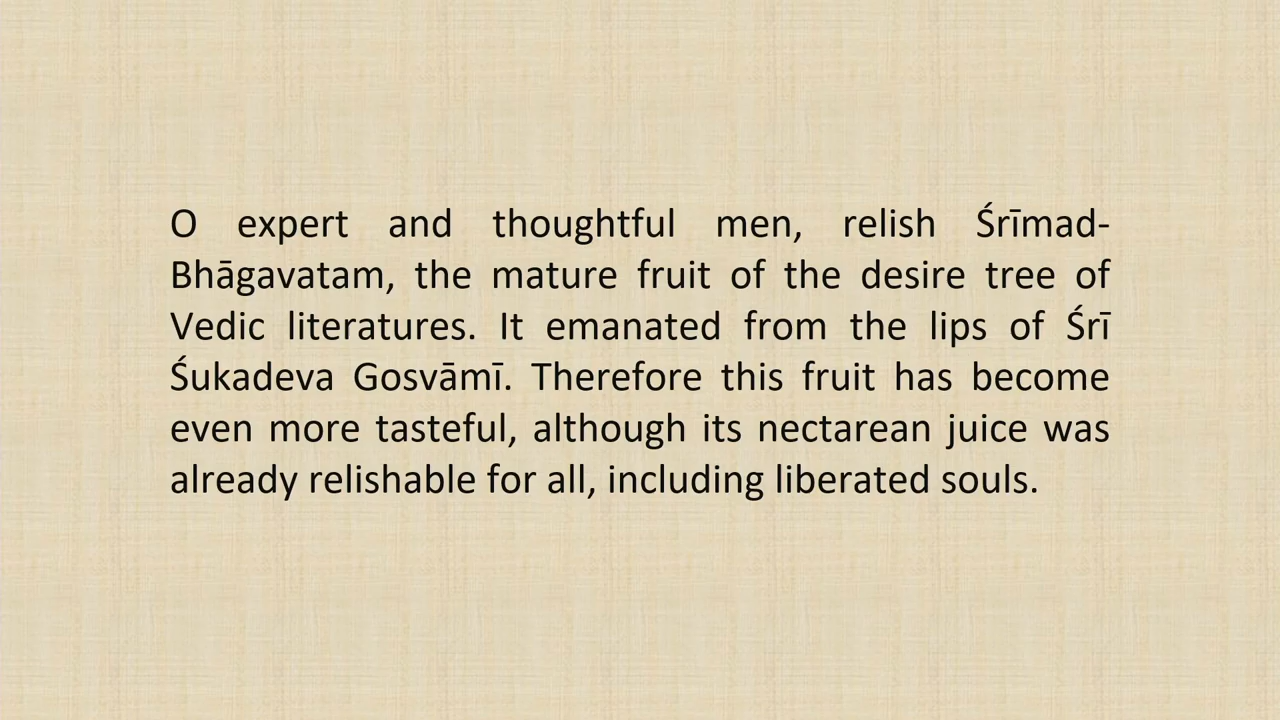 O expert and thoughtful men, relish Śrīmad-
Bhāgavatam, the mature fruit of the desire tree of
Vedic literatures. It emanated from the lips of Śrī
Śukadeva Gosvāmī. Therefore this fruit has become
even more tasteful, although its nectarean juice was
already relishable for all, including liberated souls.